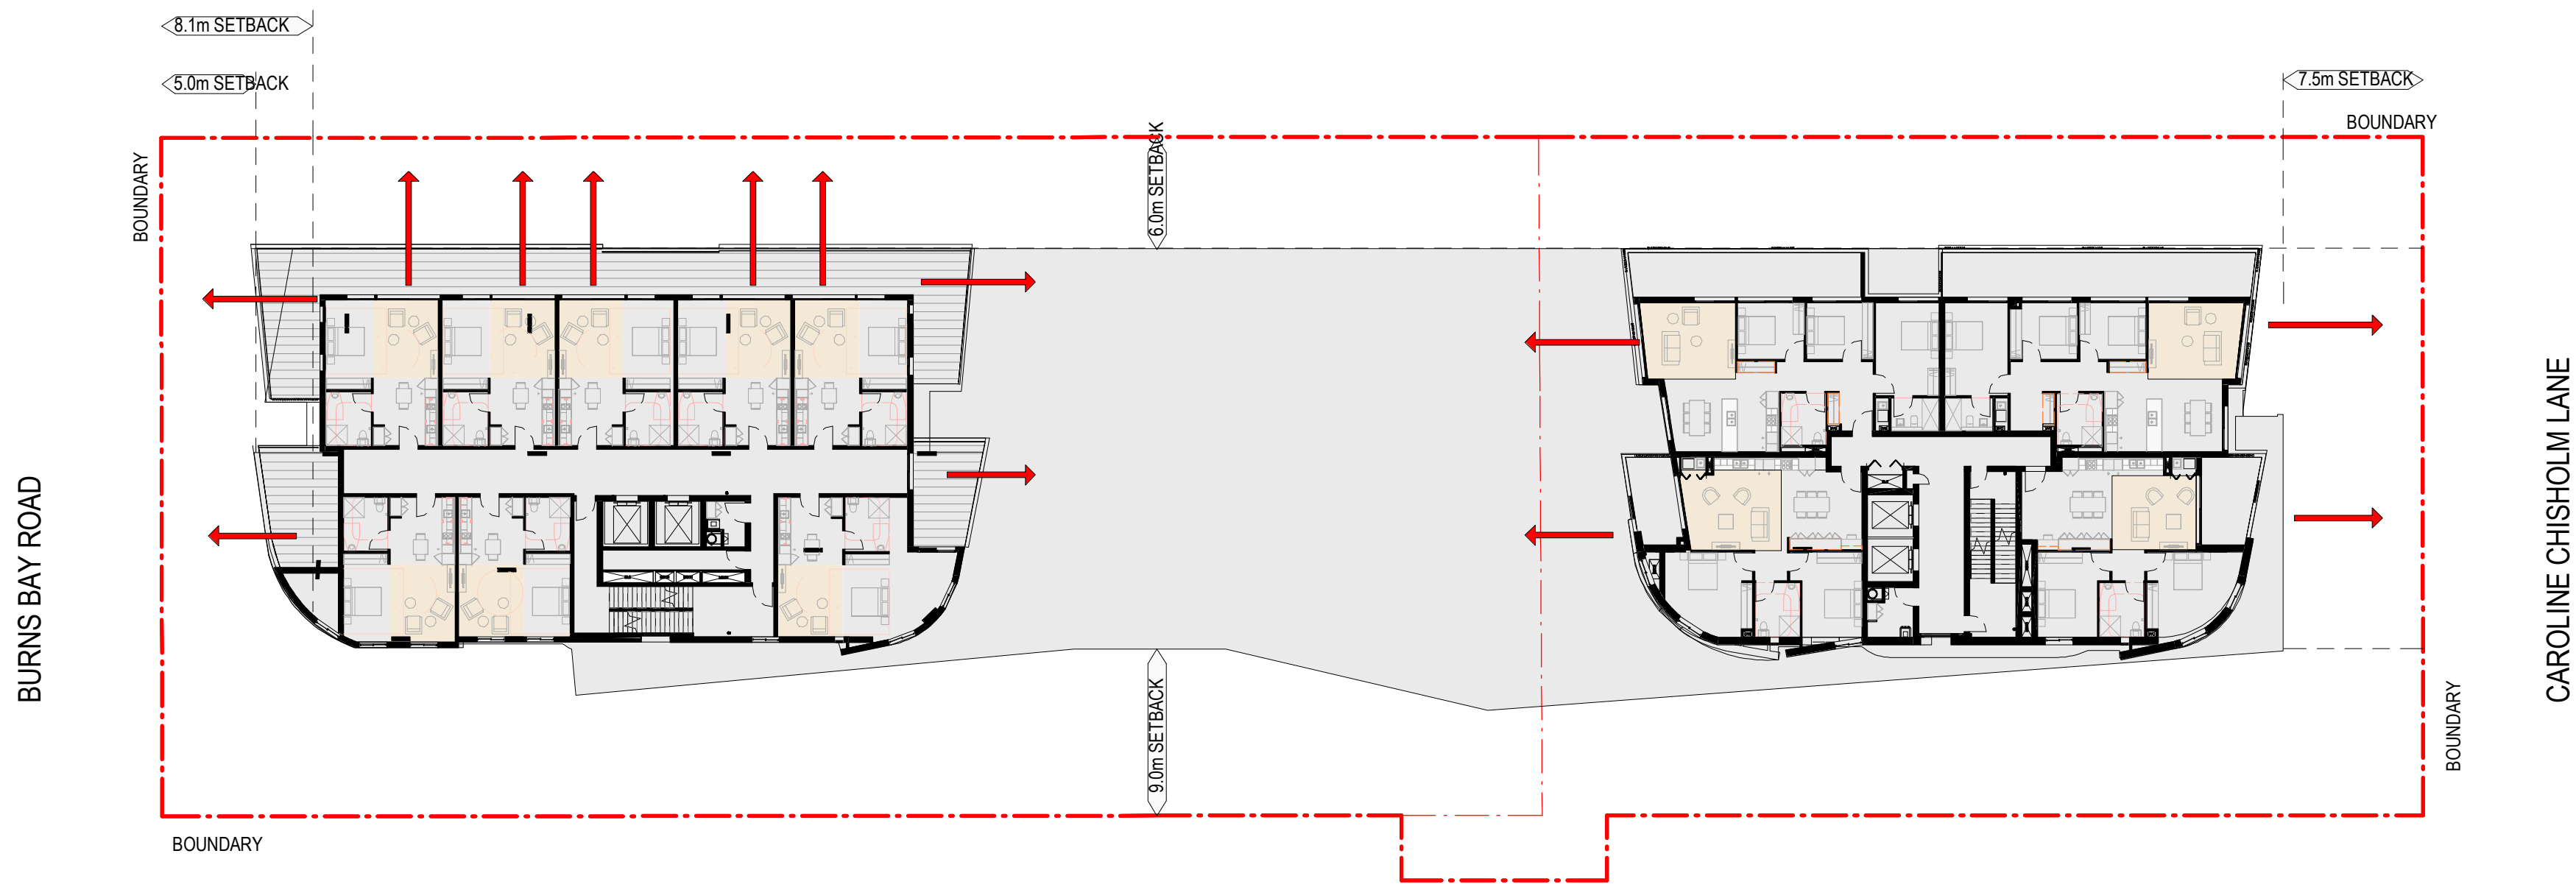 8.1m SETBACK
5.0m SETBACK
7.5m SETBACK
BOUNDARY
BOUNDARY
6.0m SETBACK
BURNS BAY ROAD
CAROLINE CHISHOLM LANE
9.0m SETBACK
BOUNDARY
BOUNDARY